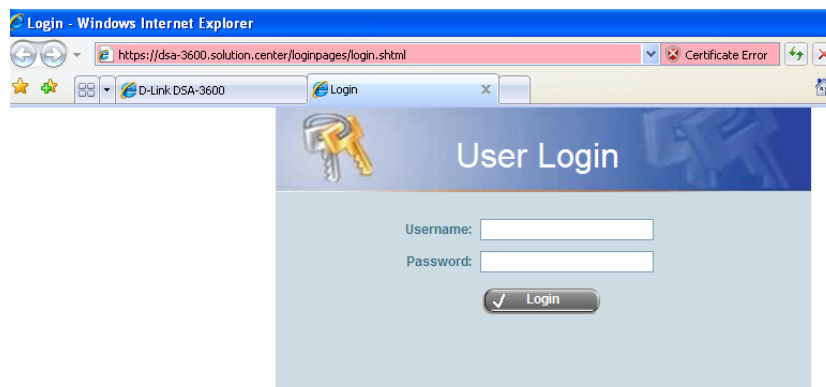 Login - Windows Internet Explorer
https://dsa-3600.solution.center/loginpages/login.shtml Certificate Error
D-Link DSA-3600 Login
User Login
Username:
Password:
Login